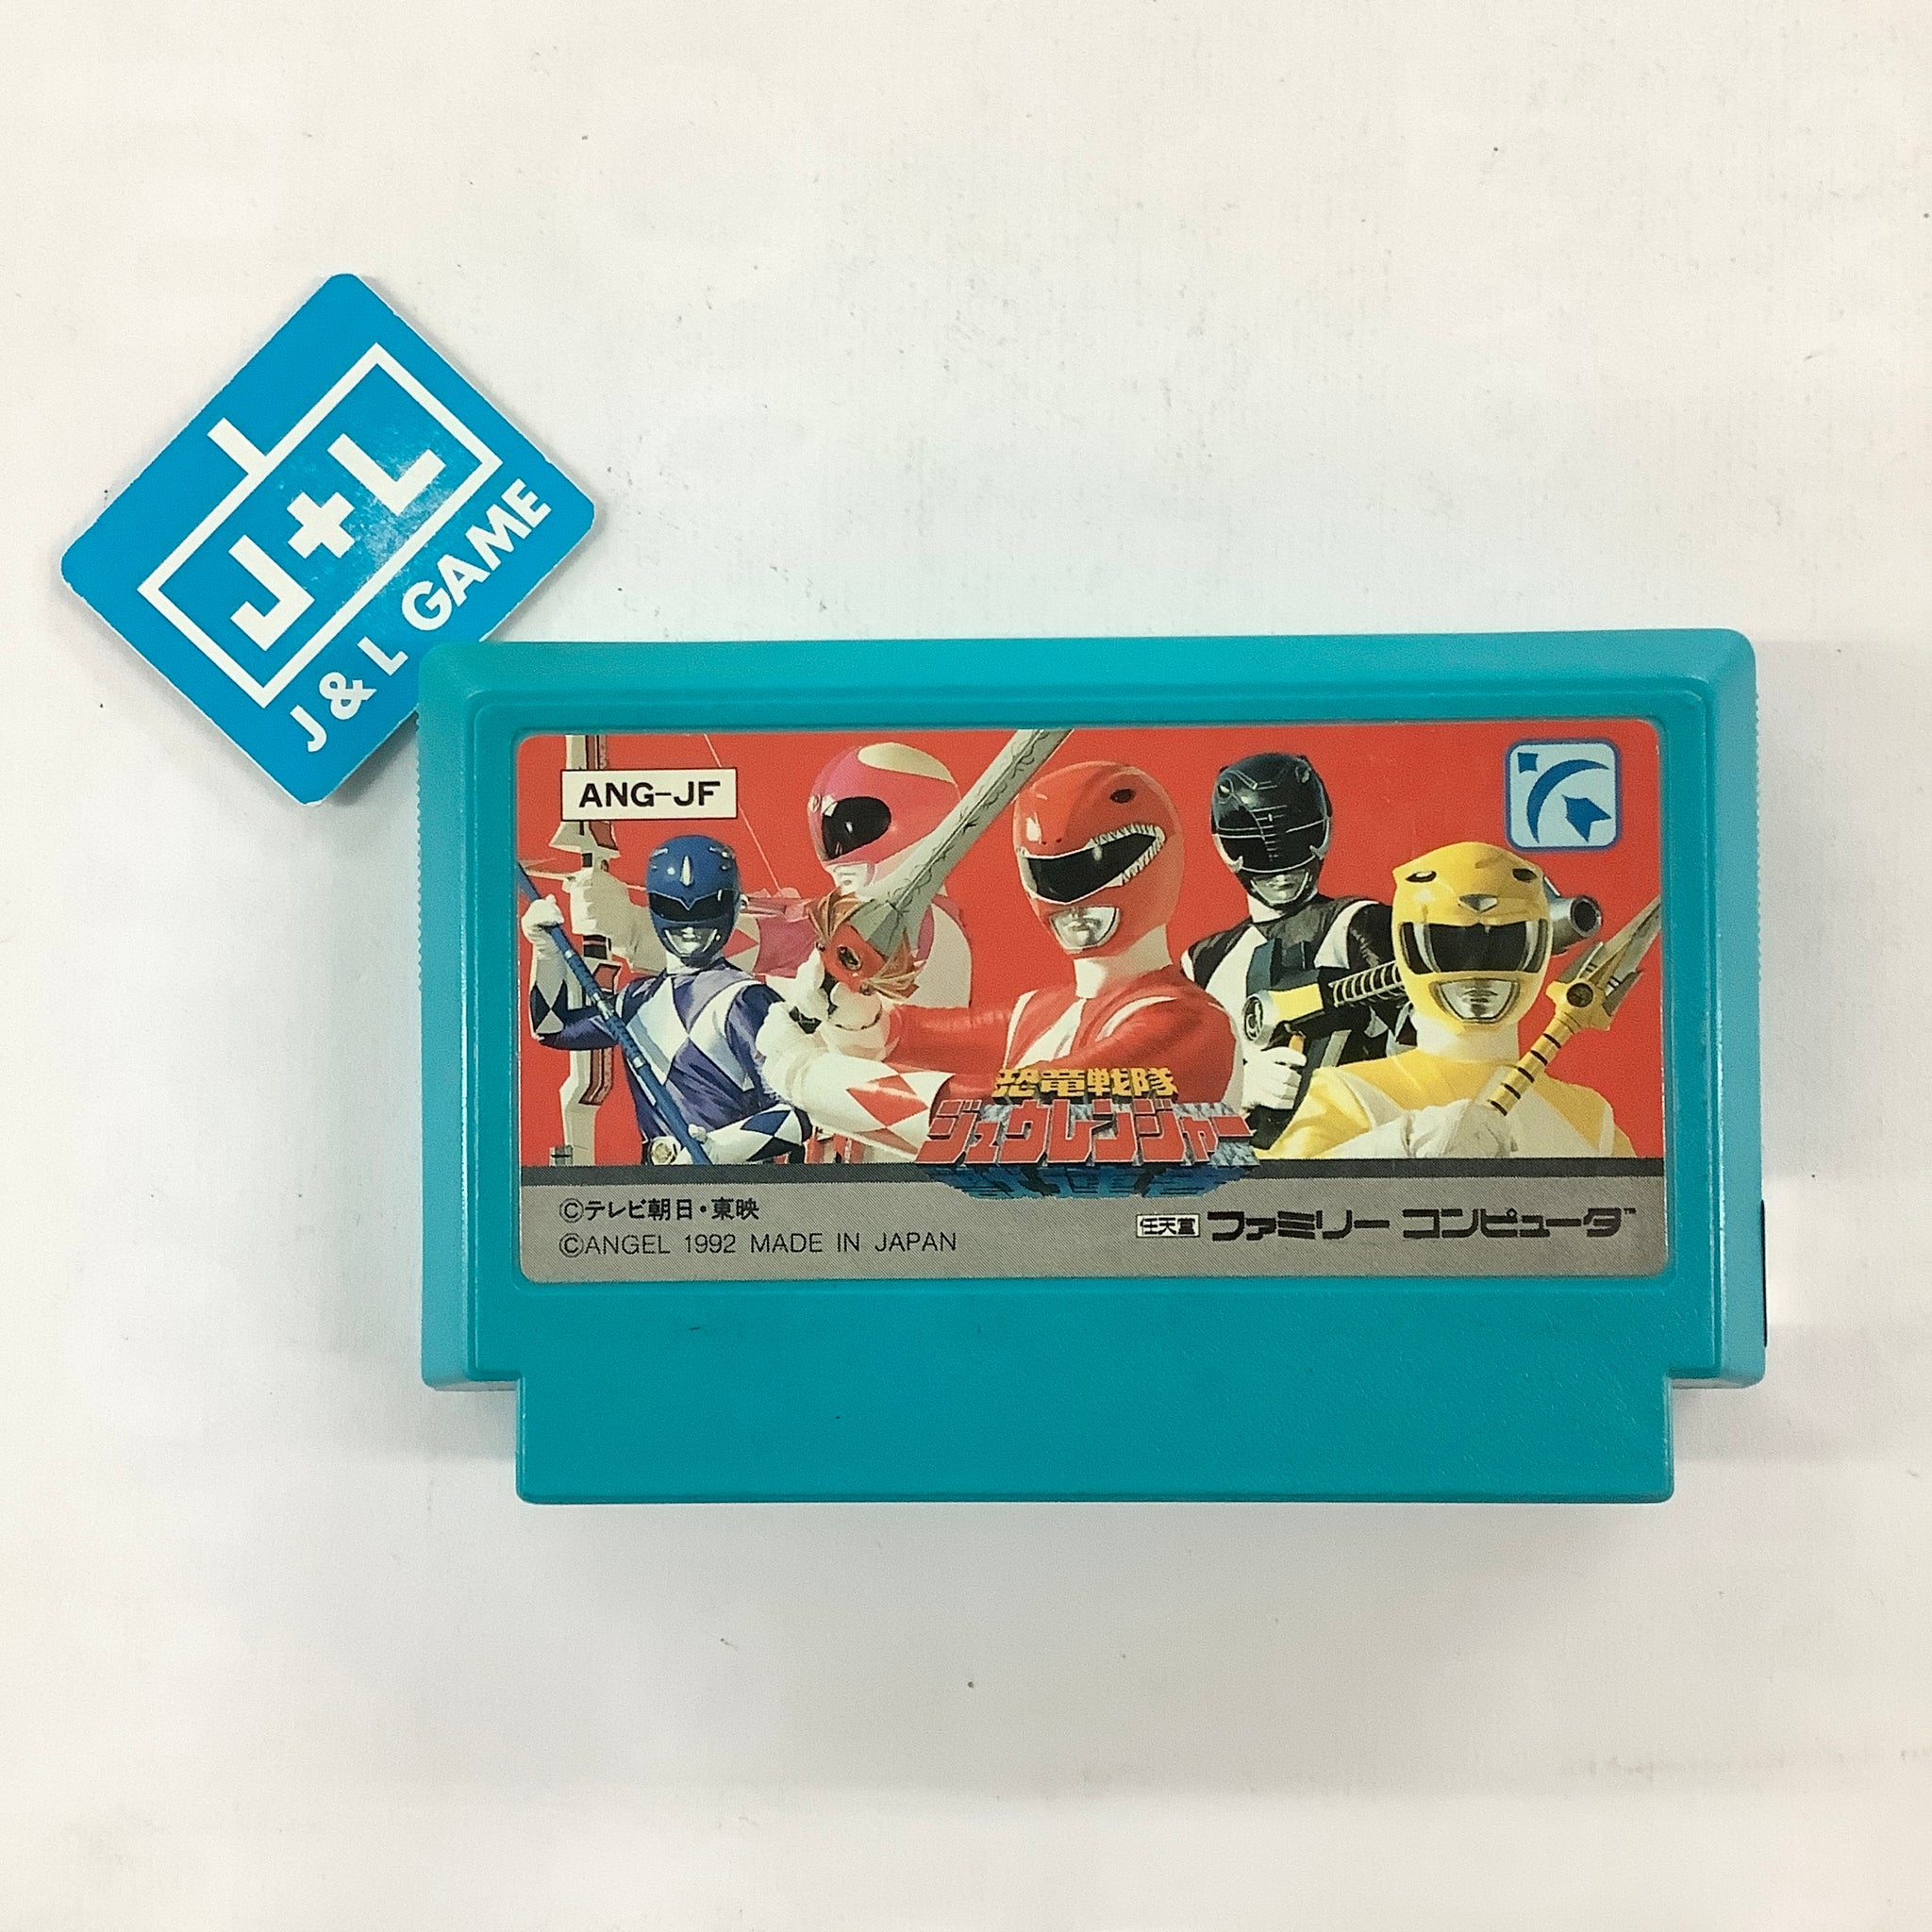 J+L
J & L GAME
ANG-JF
恐竜戦隊
ジュウレンジャー
©テレビ朝日・東映
©ANGEL 1992 MADE IN JAPAN
任天堂 ファミリー コンピュータ™